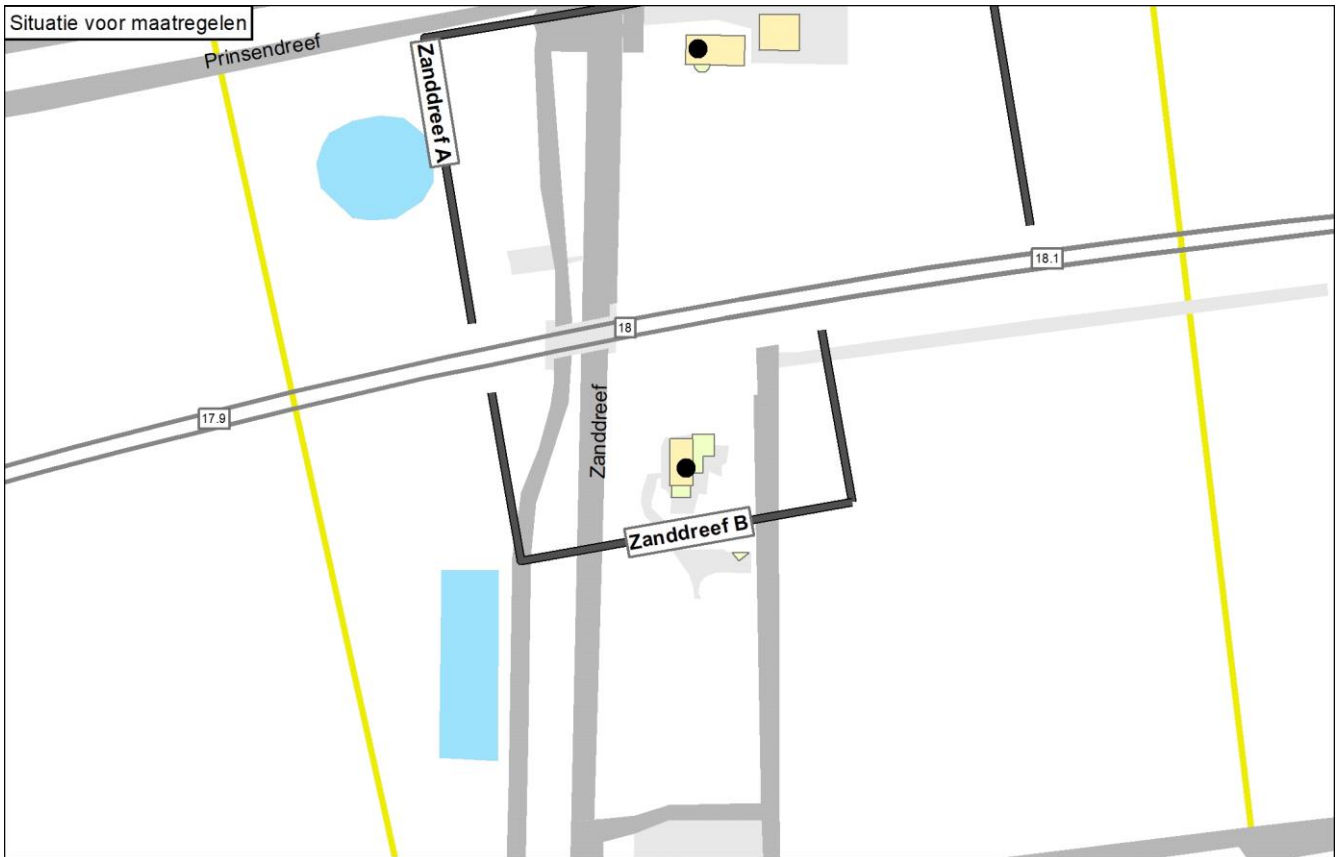 Situatie voor maatregelen
Prinsendreef
Zanddreef A
18.1
18
17.9
Zanddreef
Zanddreef B